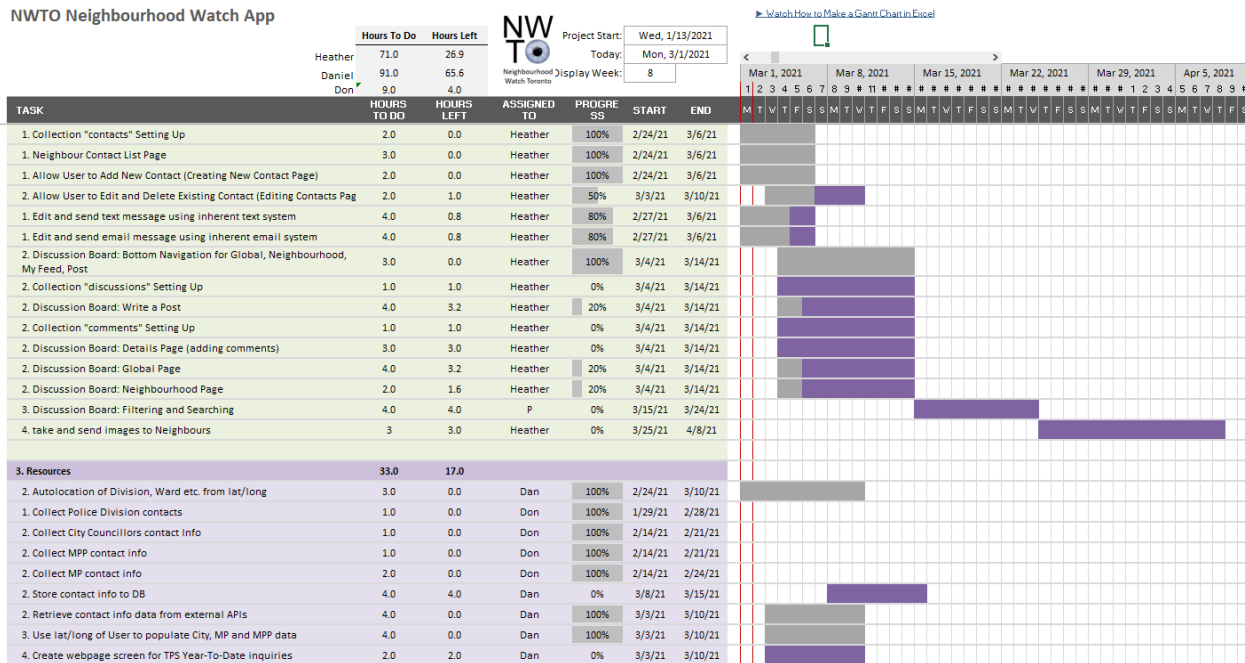 NWTO Neighbourhood Watch App
► Watch How to Make a Gantt Chart in Excel
Hours To Do Hours Left
Heather 71.0 26.9
Daniel 91.0 65.6
Don 9.0 4.0
NW
TO
Neighbourhood
Watch Toronto
Project Start: Wed, 1/13/2021
Today: Mon, 3/1/2021
Display Week: 8
Mar 1, 2021 Mar 8, 2021 Mar 15, 2021 Mar 22, 2021 Mar 29, 2021 Apr 5, 2021
1 2 3 4 5 6 7 8 9 # 11 # # # # # # # # # # # # # # # # # # # # 1 2 3 4 5 6 7 8 9 #
TASK HOURS TO DO HOURS LEFT ASSIGNED TO PROGRE SS START END M T W T F S S M T W T F S S M T W T F S S M T W T F S S M T W T F S S M T W T F S
1. Collection "contacts" Setting Up 2.0 0.0 Heather 100% 2/24/21 3/6/21
1. Neighbour Contact List Page 3.0 0.0 Heather 100% 2/24/21 3/6/21
1. Allow User to Add New Contact (Creating New Contact Page) 2.0 0.0 Heather 100% 2/24/21 3/6/21
2. Allow User to Edit and Delete Existing Contact (Editing Contacts Pag 2.0 1.0 Heather 50% 3/3/21 3/10/21
1. Edit and send text message using inherent text system 4.0 0.8 Heather 80% 2/27/21 3/6/21
1. Edit and send email message using inherent email system 4.0 0.8 Heather 80% 2/27/21 3/6/21
2. Discussion Board: Bottom Navigation for Global, Neighbourhood,
My Feed, Post 3.0 0.0 Heather 100% 3/4/21 3/14/21
2. Collection "discussions" Setting Up 1.0 1.0 Heather 0% 3/4/21 3/14/21
2. Discussion Board: Write a Post 4.0 3.2 Heather 20% 3/4/21 3/14/21
2. Collection "comments" Setting Up 1.0 1.0 Heather 0% 3/4/21 3/14/21
2. Discussion Board: Details Page (adding comments) 3.0 3.0 Heather 0% 3/4/21 3/14/21
2. Discussion Board: Global Page 4.0 3.2 Heather 20% 3/4/21 3/14/21
2. Discussion Board: Neighbourhood Page 2.0 1.6 Heather 20% 3/4/21 3/14/21
3. Discussion Board: Filtering and Searching 4.0 4.0 P 0% 3/15/21 3/24/21
4. take and send images to Neighbours 3 3.0 Heather 0% 3/25/21 4/8/21
3. Resources 33.0 17.0
2. Autolocation of Division, Ward etc. from lat/long 3.0 0.0 Dan 100% 2/24/21 3/10/21
1. Collect Police Division contacts 1.0 0.0 Don 100% 1/29/21 2/28/21
2. Collect City Councillors contact Info 1.0 0.0 Don 100% 2/14/21 2/21/21
2. Collect MPP contact info 1.0 0.0 Don 100% 2/14/21 2/21/21
2. Collect MP contact info 2.0 0.0 Don 100% 2/14/21 2/24/21
2. Store contact info to DB 4.0 4.0 Dan 0% 3/8/21 3/15/21
2. Retrieve contact info data from external APIs 4.0 0.0 Dan 100% 3/3/21 3/10/21
3. Use lat/long of User to populate City, MP and MPP data 4.0 0.0 Dan 100% 3/3/21 3/10/21
4. Create webpage screen for TPS Year-To-Date inquiries 2.0 2.0 Dan 0% 3/3/21 3/10/21